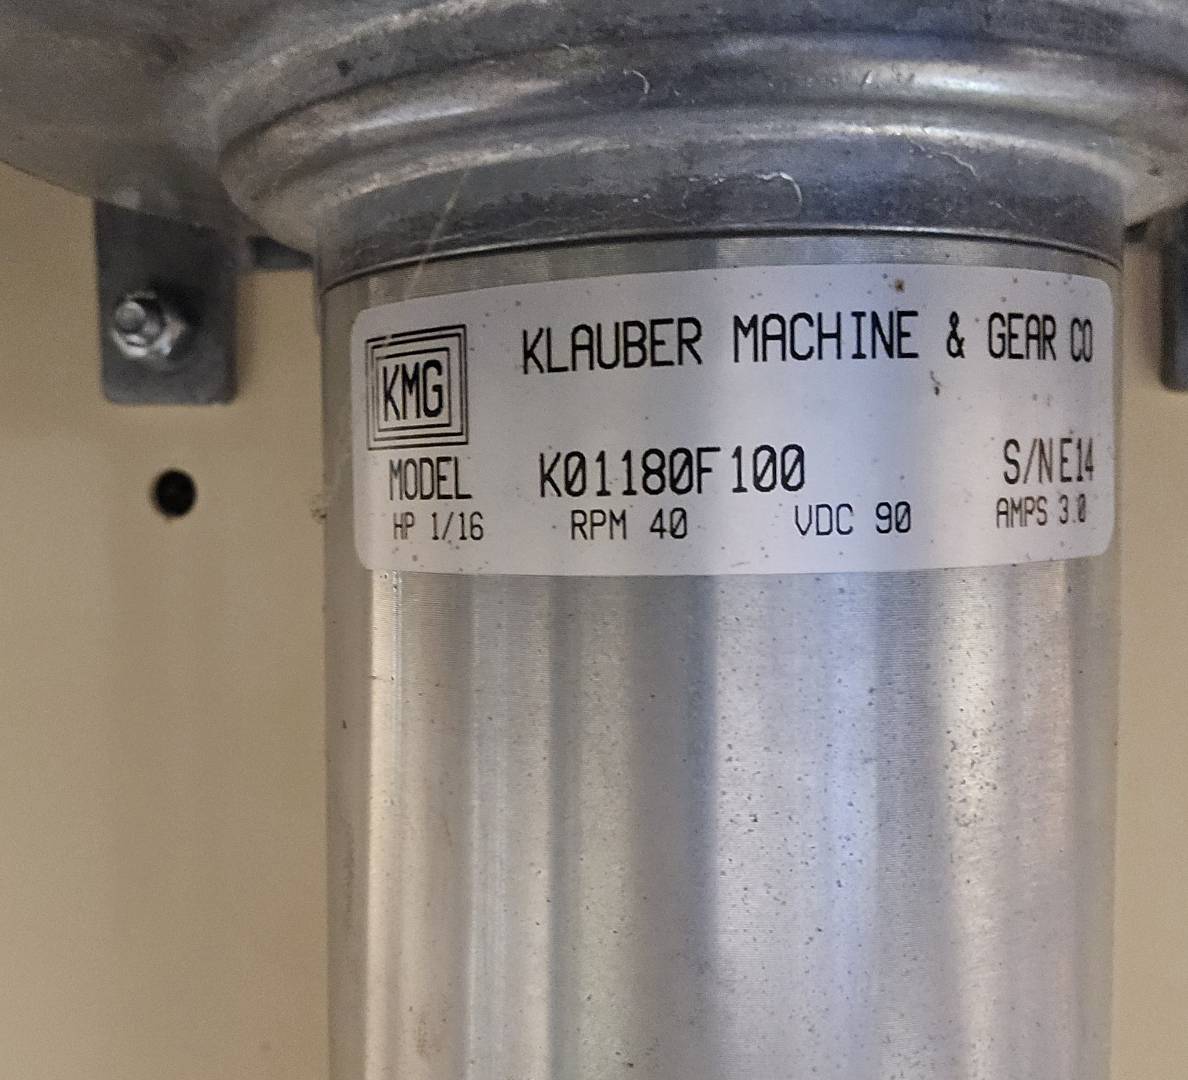 KLAUBER MACHINE & GEAR CO
KMG
MODEL K01180F100 S/N E14
HP 1/16 RPM 40 VDC 90 AMPS 3.0